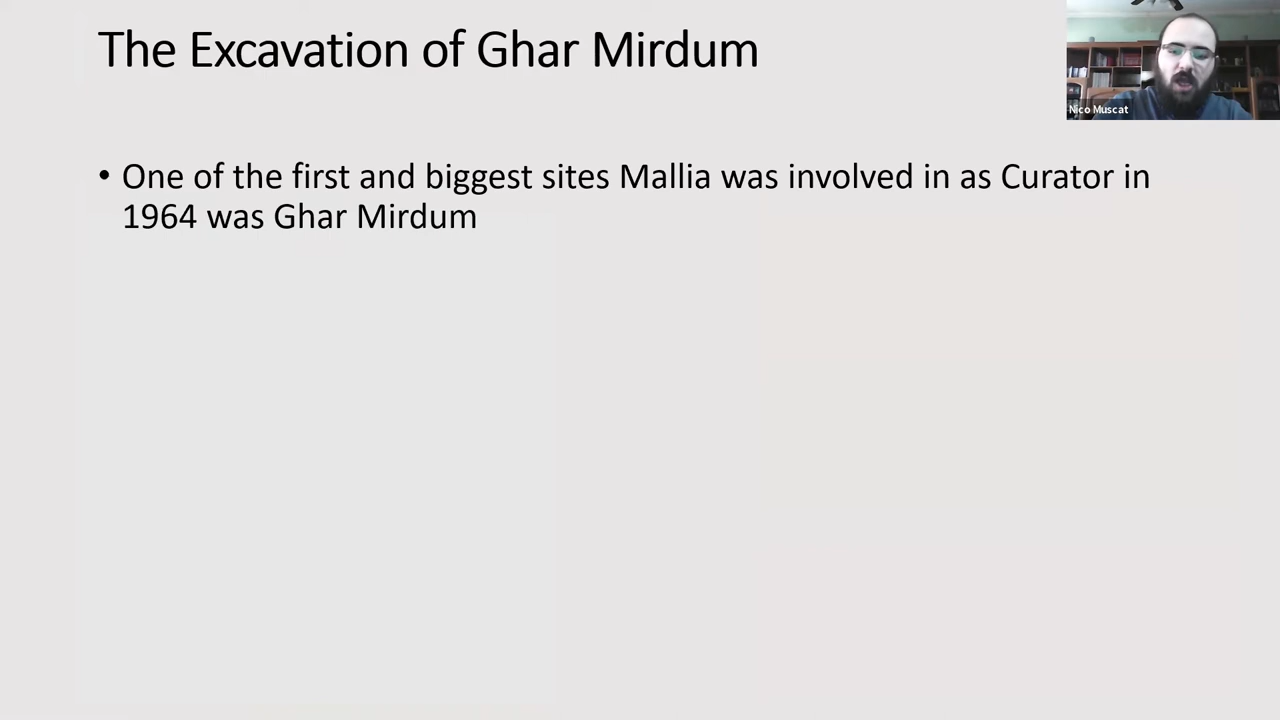 The Excavation of Ghar Mirdum
Nico Muscat
• One of the first and biggest sites Mallia was involved in as Curator in
1964 was Ghar Mirdum